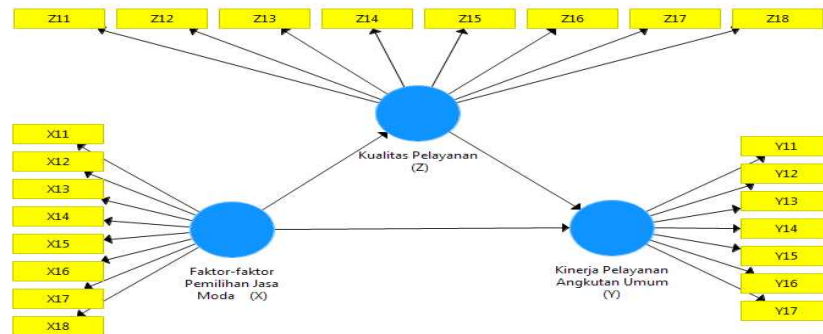 Z11 Z12 Z13 Z14 Z15 Z16 Z17 Z18
Kualitas Pelayanan
(Z)
X11
X12
X13
X14
X15
X16
X17
X18
Faktor-faktor
Pemilihan Jasa
Moda (X)
Y11
Y12
Y13
Y14
Y15
Y16
Y17
Kinerja Pelayanan
Angkutan Umum
(Y)